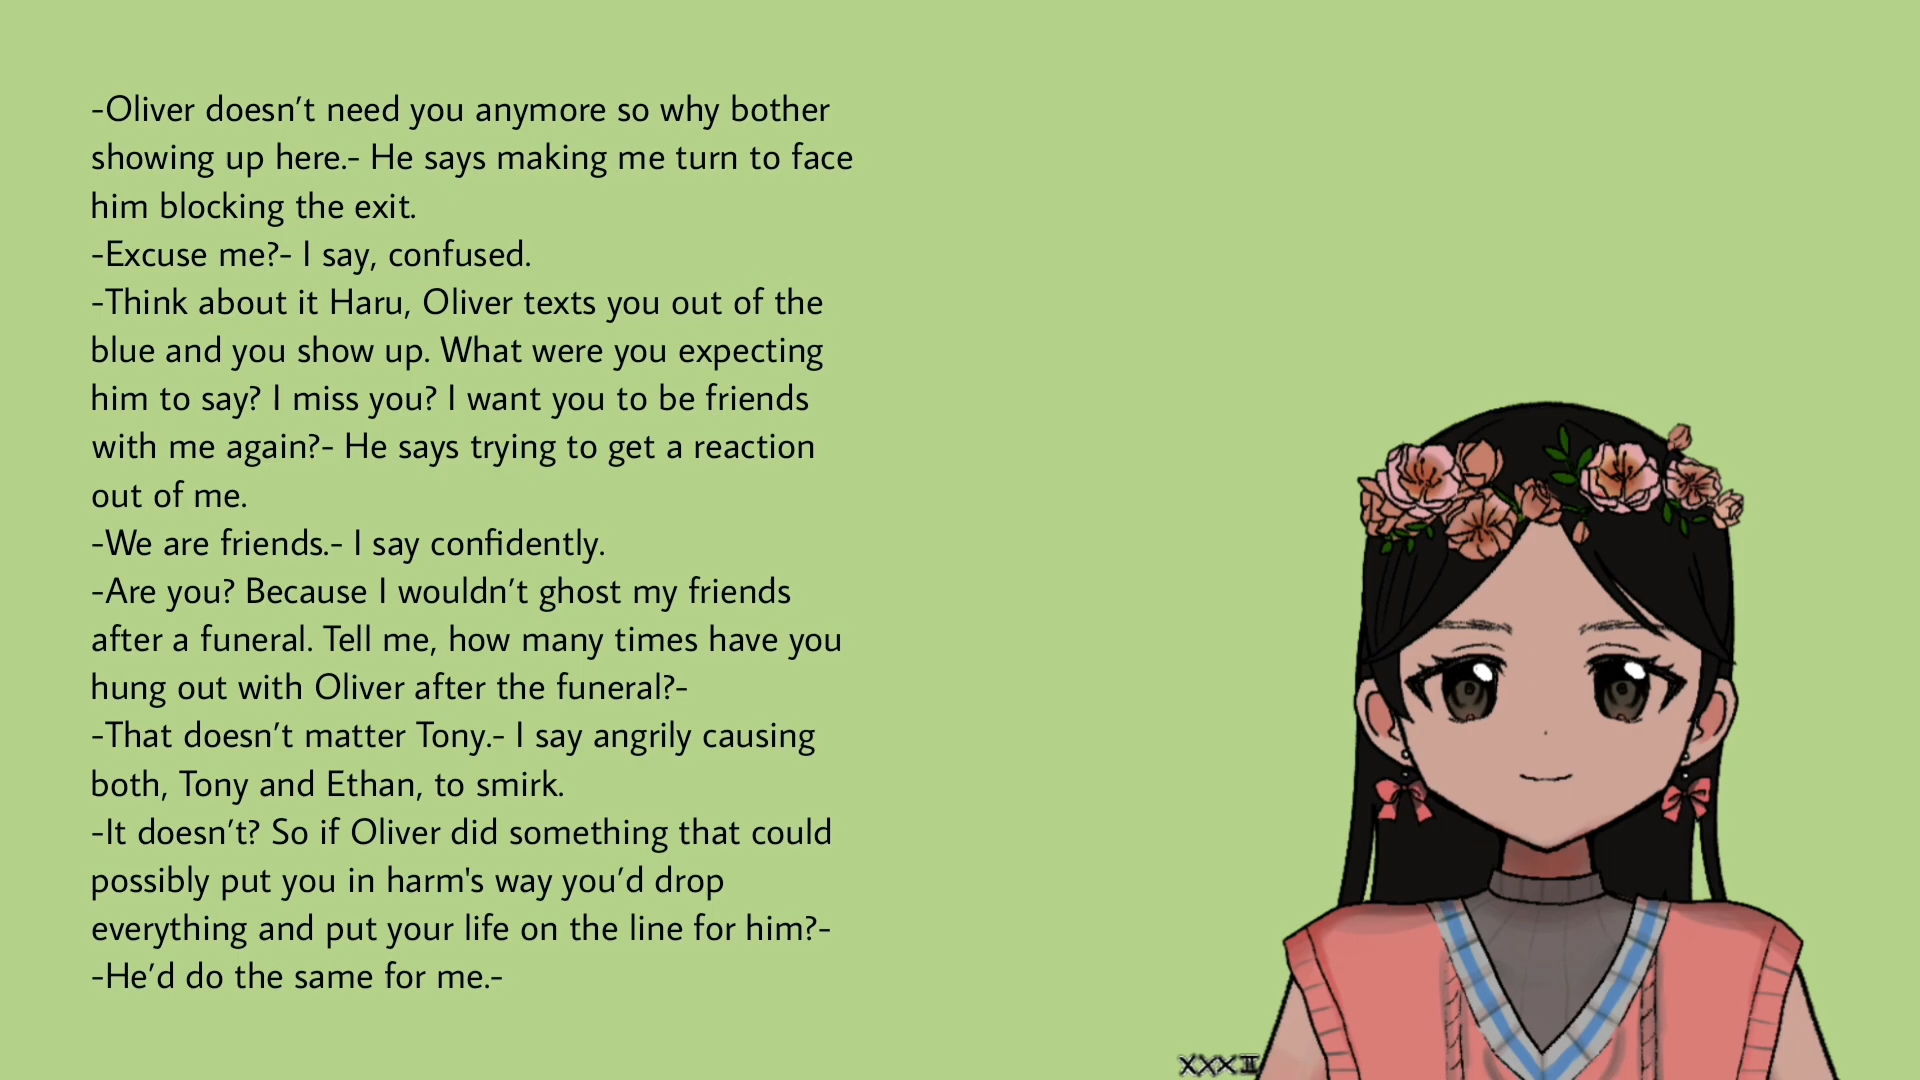 -Oliver doesn’t need you anymore so why bother
showing up here.- He says making me turn to face
him blocking the exit.
-Excuse me?- I say, confused.
-Think about it Haru, Oliver texts you out of the
blue and you show up. What were you expecting
him to say? I miss you? I want you to be friends
with me again?- He says trying to get a reaction
out of me.
-We are friends.- I say confidently.
-Are you? Because I wouldn’t ghost my friends
after a funeral. Tell me, how many times have you
hung out with Oliver after the funeral?-
-That doesn’t matter Tony.- I say angrily causing
both, Tony and Ethan, to smirk.
-It doesn’t? So if Oliver did something that could
possibly put you in harm's way you’d drop
everything and put your life on the line for him?-
-He’d do the same for me.-
XXXII